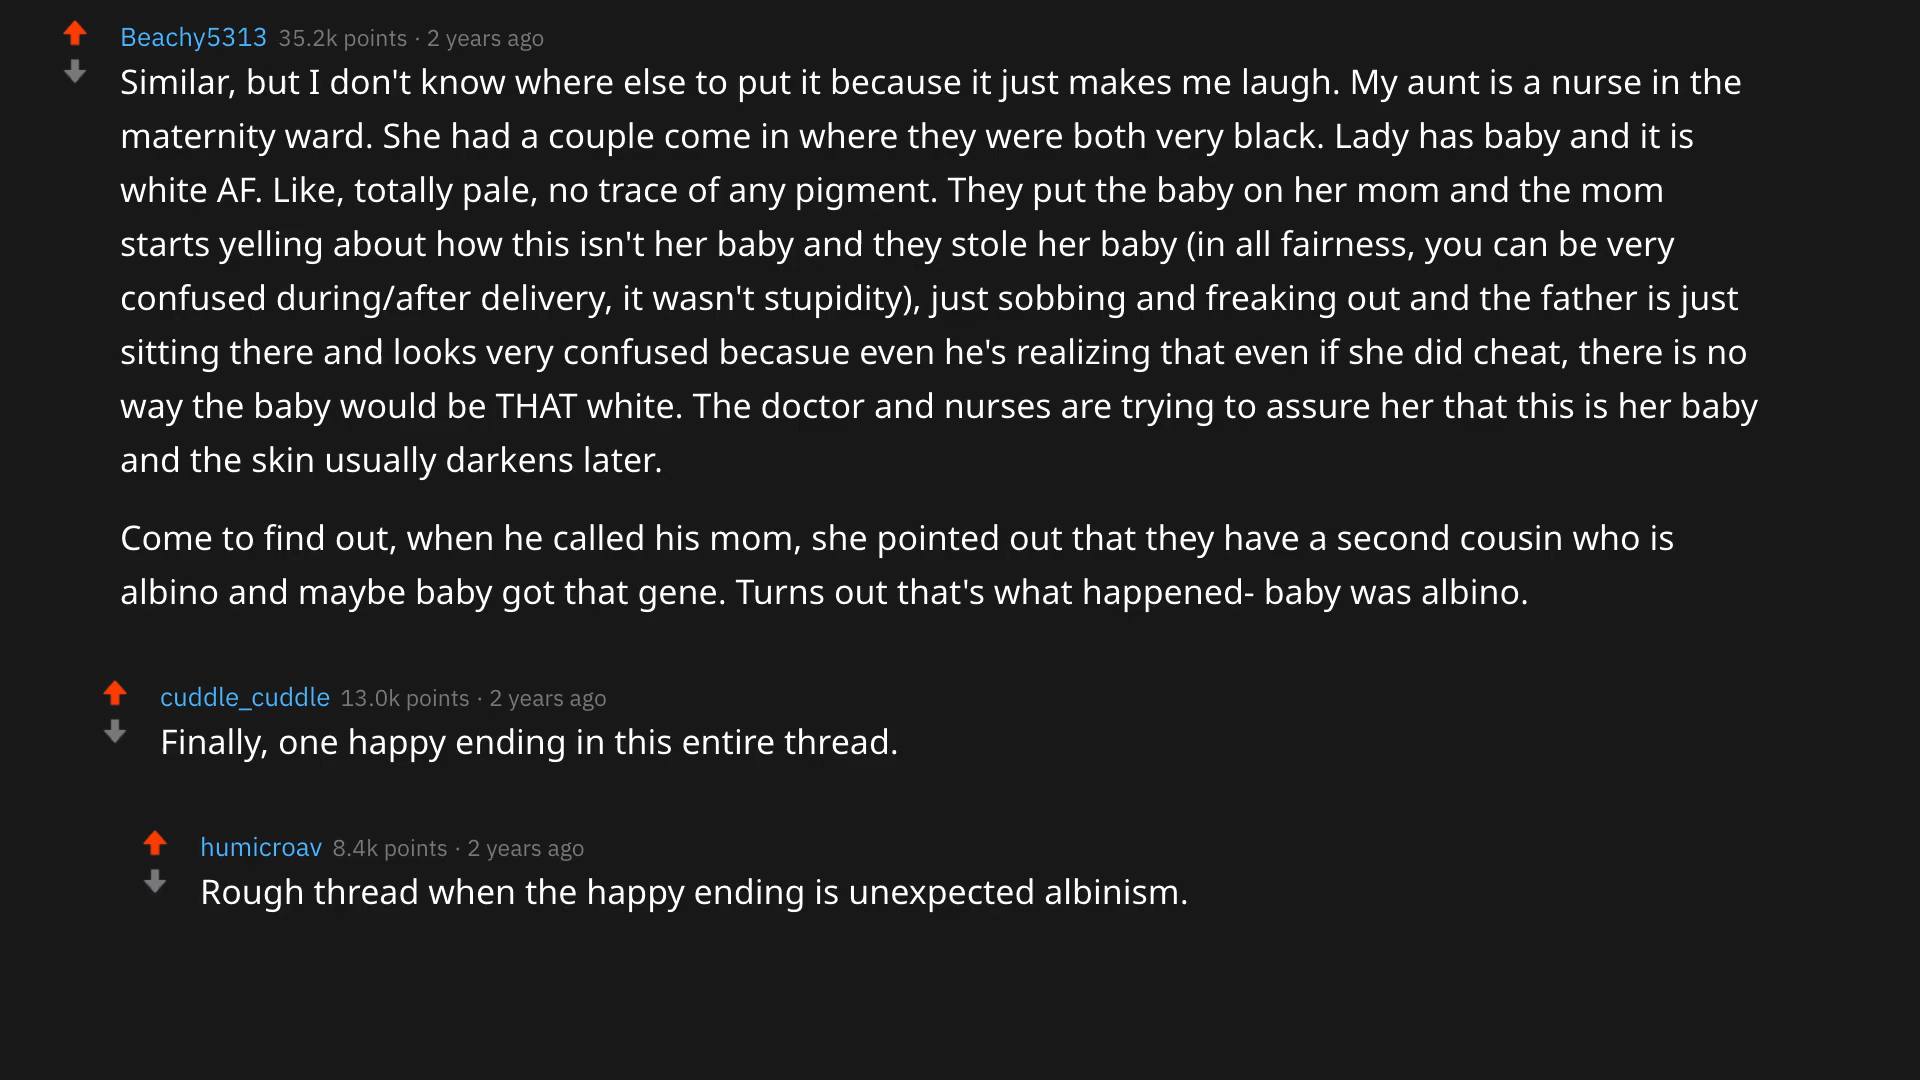 Beachy5313 35.2k points · 2 years ago
Similar, but I don't know where else to put it because it just makes me laugh. My aunt is a nurse in the
maternity ward. She had a couple come in where they were both very black. Lady has baby and it is
white AF. Like, totally pale, no trace of any pigment. They put the baby on her mom and the mom
starts yelling about how this isn't her baby and they stole her baby (in all fairness, you can be very
confused during/after delivery, it wasn't stupidity), just sobbing and freaking out and the father is just
sitting there and looks very confused becasue even he's realizing that even if she did cheat, there is no
way the baby would be THAT white. The doctor and nurses are trying to assure her that this is her baby
and the skin usually darkens later.
Come to find out, when he called his mom, she pointed out that they have a second cousin who is
albino and maybe baby got that gene. Turns out that's what happened- baby was albino.
cuddle_cuddle 13.0k points · 2 years ago
Finally, one happy ending in this entire thread.
humicroav 8.4k points · 2 years ago
Rough thread when the happy ending is unexpected albinism.